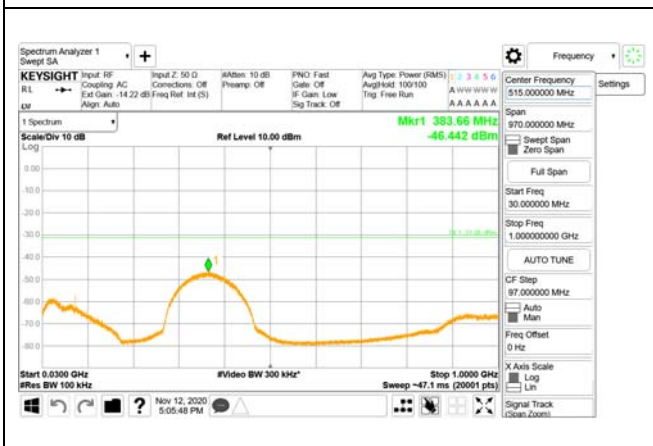 Spectrum Analyzer 1
Swept SA
+
Frequency
KEYSIGHT
Input: RF
Input Z: 50 Ω
#Atten: 10 dB
PNO: Fast
Avg Type: Power (RMS)
1 2 3 4 5 6
RL
Coupling: AC
Corrections: Off
Preamp: Off
Gate: Off
Avg|Hold: 100/100
A W W W W W
Ext Gain: -14.22 dB
Freq Ref: Int (S)
IF Gain: Low
Trig: Free Run
Align: Auto
Sig Track: Off
A A A A A A
1 Spectrum
Mkr1 383.66 MHz
Scale/Div 10 dB
Ref Level 10.00 dBm
-46.442 dBm
Log
0.00
-10.0
-20.0
-30.0
-40.0
-50.0
-60.0
-70.0
-80.0
1
Start 0.0300 GHz
#Video BW 300 kHz*
Stop 1.0000 GHz
#Res BW 100 kHz
Sweep ~47.1 ms (20001 pts)
?
Nov 12, 2020
5:05:48 PM
Center Frequency
515.000000 MHz
Settings
Span
970.000000 MHz
Swept Span
Zero Span
Full Span
Start Freq
30.000000 MHz
Stop Freq
1.000000000 GHz
AUTO TUNE
CF Step
97.000000 MHz
Auto
Man
Freq Offset
0 Hz
X Axis Scale
Log
Lin
Signal Track
(Span Zoom)